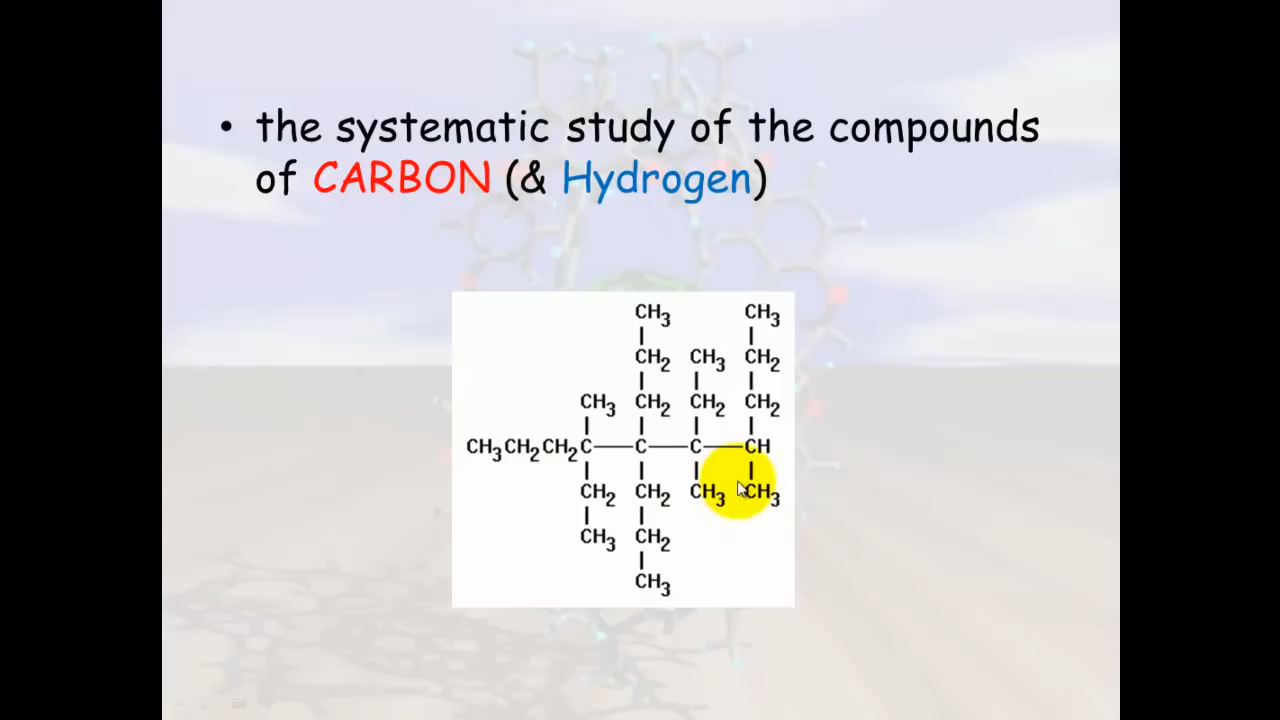 • the systematic study of the compounds
of CARBON (& Hydrogen)
CH3 CH3
CH2 CH3 CH2
CH3 CH2 CH2 CH2
CH3CH2CH2C—C—C—CH
CH2 CH2 CH3 CH3
CH3 CH2
CH3